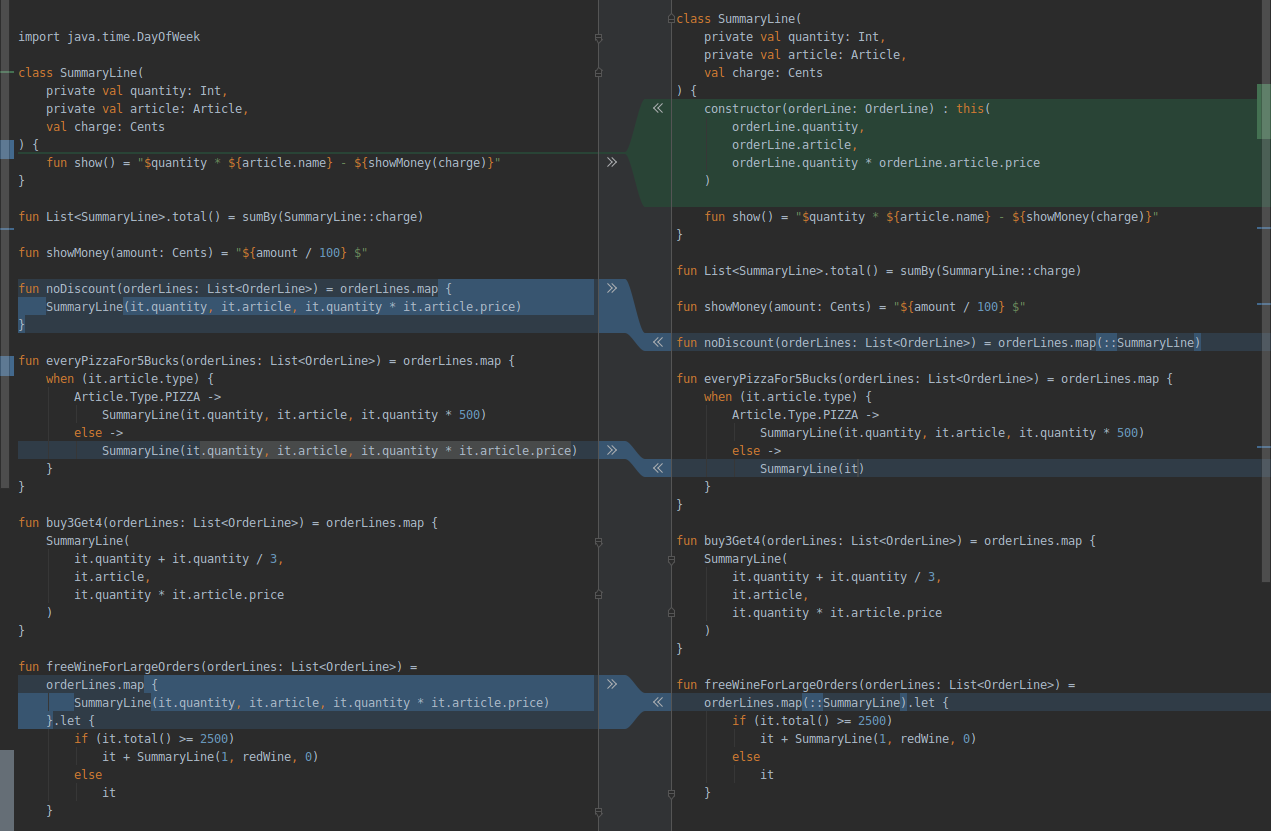 import java.time.DayOfWeek
class SummaryLine(
    private val quantity: Int,
    private val article: Article,
    val charge: Cents
) {
    fun show() = "$quantity * ${article.name} - ${showMoney(charge)}"
}
fun List<SummaryLine>.total() = sumBy(SummaryLine::charge)
fun showMoney(amount: Cents) = "${amount / 100} $"
fun noDiscount(orderLines: List<OrderLine>) = orderLines.map {
    SummaryLine(it.quantity, it.article, it.quantity * it.article.price)
}
fun everyPizzaFor5Bucks(orderLines: List<OrderLine>) = orderLines.map {
    when (it.article.type) {
        Article.Type.PIZZA ->
            SummaryLine(it.quantity, it.article, it.quantity * 500)
        else ->
            SummaryLine(it.quantity, it.article, it.quantity * it.article.price)
    }
}
fun buy3Get4(orderLines: List<OrderLine>) = orderLines.map {
    SummaryLine(
        it.quantity + it.quantity / 3,
        it.article,
        it.quantity * it.article.price
    )
}
fun freeWineForLargeOrders(orderLines: List<OrderLine>) =
    orderLines.map {
        SummaryLine(it.quantity, it.article, it.quantity * it.article.price)
    }.let {
        if (it.total() >= 2500)
            it + SummaryLine(1, redWine, 0)
        else
            it
    }
class SummaryLine(
    private val quantity: Int,
    private val article: Article,
    val charge: Cents
) {
    constructor(orderLine: OrderLine) : this(
        orderLine.quantity,
        orderLine.article,
        orderLine.quantity * orderLine.article.price
    )
    fun show() = "$quantity * ${article.name} - ${showMoney(charge)}"
}
fun List<SummaryLine>.total() = sumBy(SummaryLine::charge)
fun showMoney(amount: Cents) = "${amount / 100} $"
fun noDiscount(orderLines: List<OrderLine>) = orderLines.map(::SummaryLine)
fun everyPizzaFor5Bucks(orderLines: List<OrderLine>) = orderLines.map {
    when (it.article.type) {
        Article.Type.PIZZA ->
            SummaryLine(it.quantity, it.article, it.quantity * 500)
        else ->
            SummaryLine(it)
    }
}
fun buy3Get4(orderLines: List<OrderLine>) = orderLines.map {
    SummaryLine(
        it.quantity + it.quantity / 3,
        it.article,
        it.quantity * it.article.price
    )
}
fun freeWineForLargeOrders(orderLines: List<OrderLine>) =
    orderLines.map(::SummaryLine).let {
        if (it.total() >= 2500)
            it + SummaryLine(1, redWine, 0)
        else
            it
    }